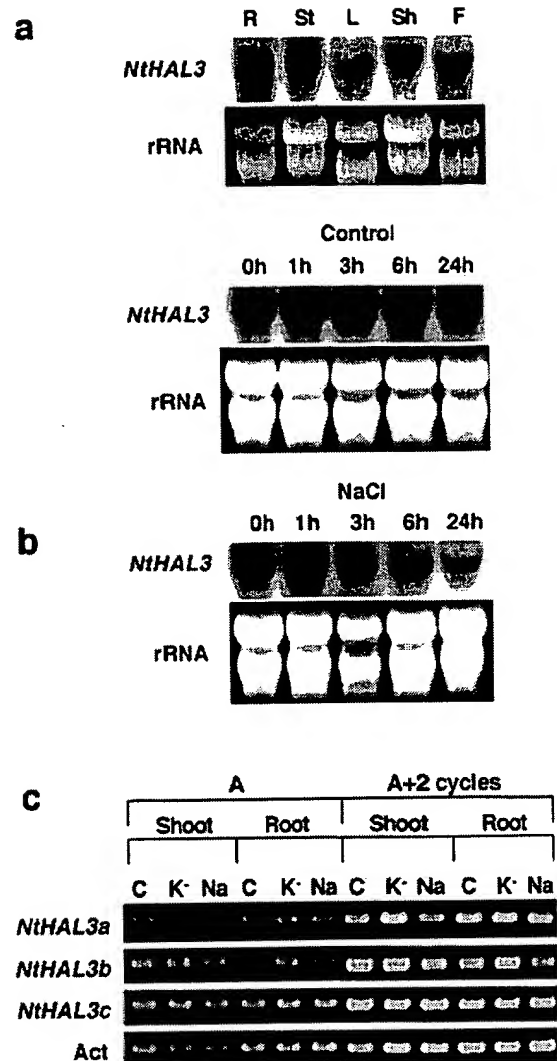 a
R St L Sh F
NtHAL3
rRNA
Control
0h 1h 3h 6h 24h
NtHAL3
rRNA
NaCl
b
0h 1h 3h 6h 24h
NtHAL3
rRNA
c
A A+2 cycles
Shoot Root Shoot Root
C K- Na C K- Na C K- Na C K- Na
NtHAL3a
NtHAL3b
NtHAL3c
Act